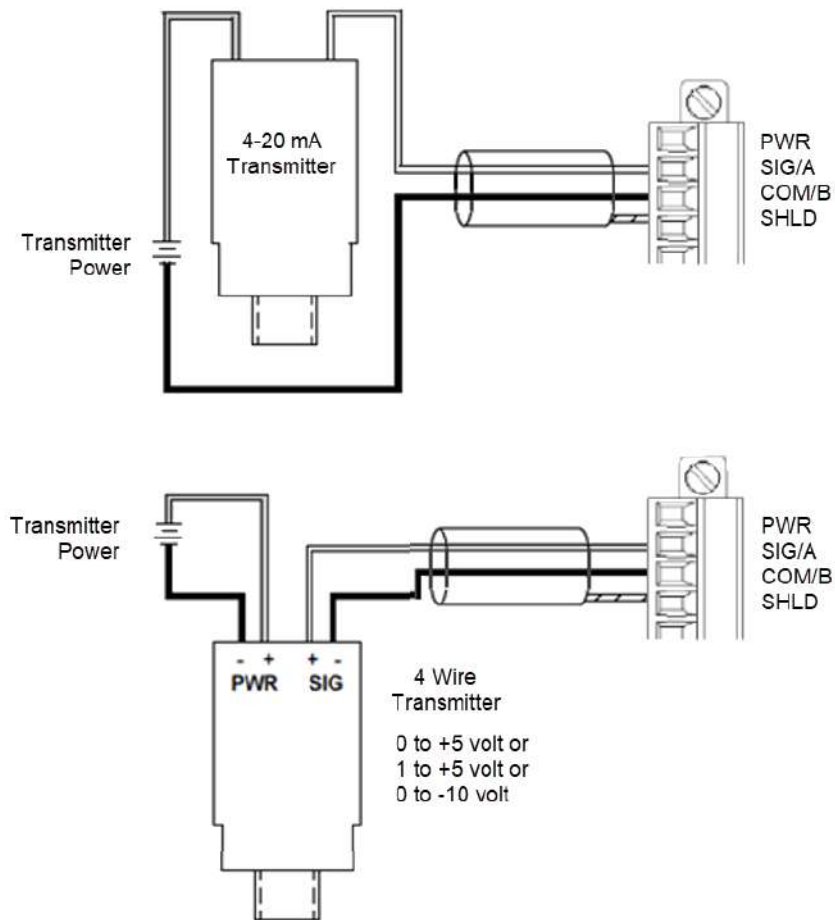 4-20 mA
Transmitter
PWR
SIG/A
COM/B
SHLD
Transmitter
Power
Transmitter
Power
PWR
SIG/A
COM/B
SHLD
- + + -
PWR SIG
4 Wire
Transmitter
0 to +5 volt or
1 to +5 volt or
0 to -10 volt